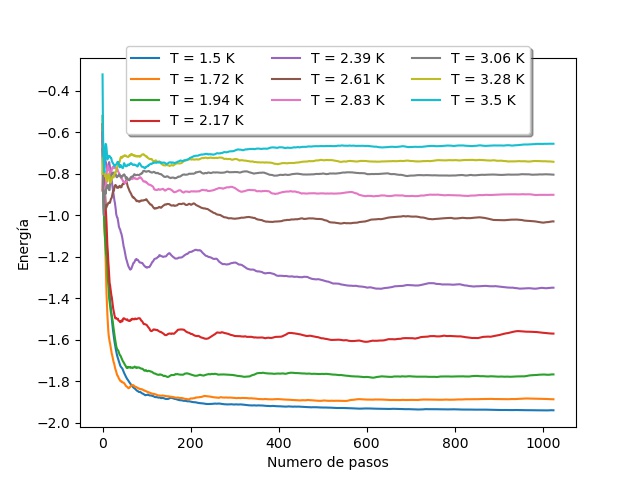 T = 1.5 K T = 2.39 K T = 3.06 K
T = 1.72 K T = 2.61 K T = 3.28 K
T = 1.94 K T = 2.83 K T = 3.5 K
T = 2.17 K
−0.4
−0.6
−0.8
−1.0
−1.2
−1.4
−1.6
−1.8
−2.0
Energía
0 200 400 600 800 1000
Numero de pasos